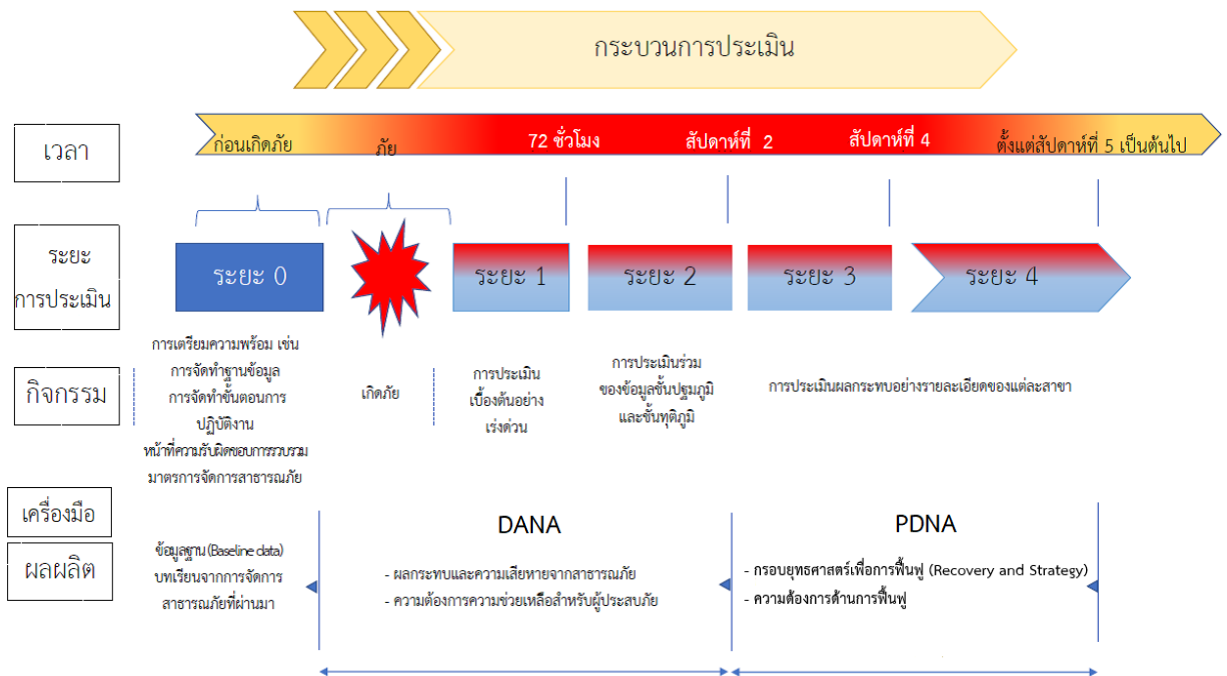 กระบวนการประเมิน
เวลา
ก่อนเกิดภัย
ภัย
72 ชั่วโมง
สัปดาห์ที่ 2
สัปดาห์ที่ 4
ตั้งแต่สัปดาห์ที่ 5 เป็นต้นไป
ระยะ
การประเมิน
ระยะ 0
ระยะ 1
ระยะ 2
ระยะ 3
ระยะ 4
กิจกรรม
การเตรียมความพร้อม เช่น
การจัดทำฐานข้อมูล
การจัดทำขั้นตอนการ
ปฏิบัติงาน
หน้าที่ความรับผิดชอบการรวบรวม
มาตรการจัดการสาธารณภัย
เกิดภัย
การประเมิน
เบื้องต้นอย่าง
เร่งด่วน
การประเมินร่วม
ของข้อมูลชั้นปฐมภูมิ
และชั้นทุติภูมิ
การประเมินผลกระทบอย่างรายละเอียดของแต่ละสาขา
เครื่องมือ
DANA
PDNA
ผลผลิต
ข้อมูลฐาน (Baseline data)
บทเรียนจากการจัดการ
สาธารณภัยที่ผ่านมา
- ผลกระทบและความเสียหายจากสาธารณภัย
- ความต้องการความช่วยเหลือสำหรับผู้ประสบภัย
- กรอบยุทธศาสตร์เพื่อการฟื้นฟู (Recovery and Strategy)
- ความต้องการด้านการฟื้นฟู